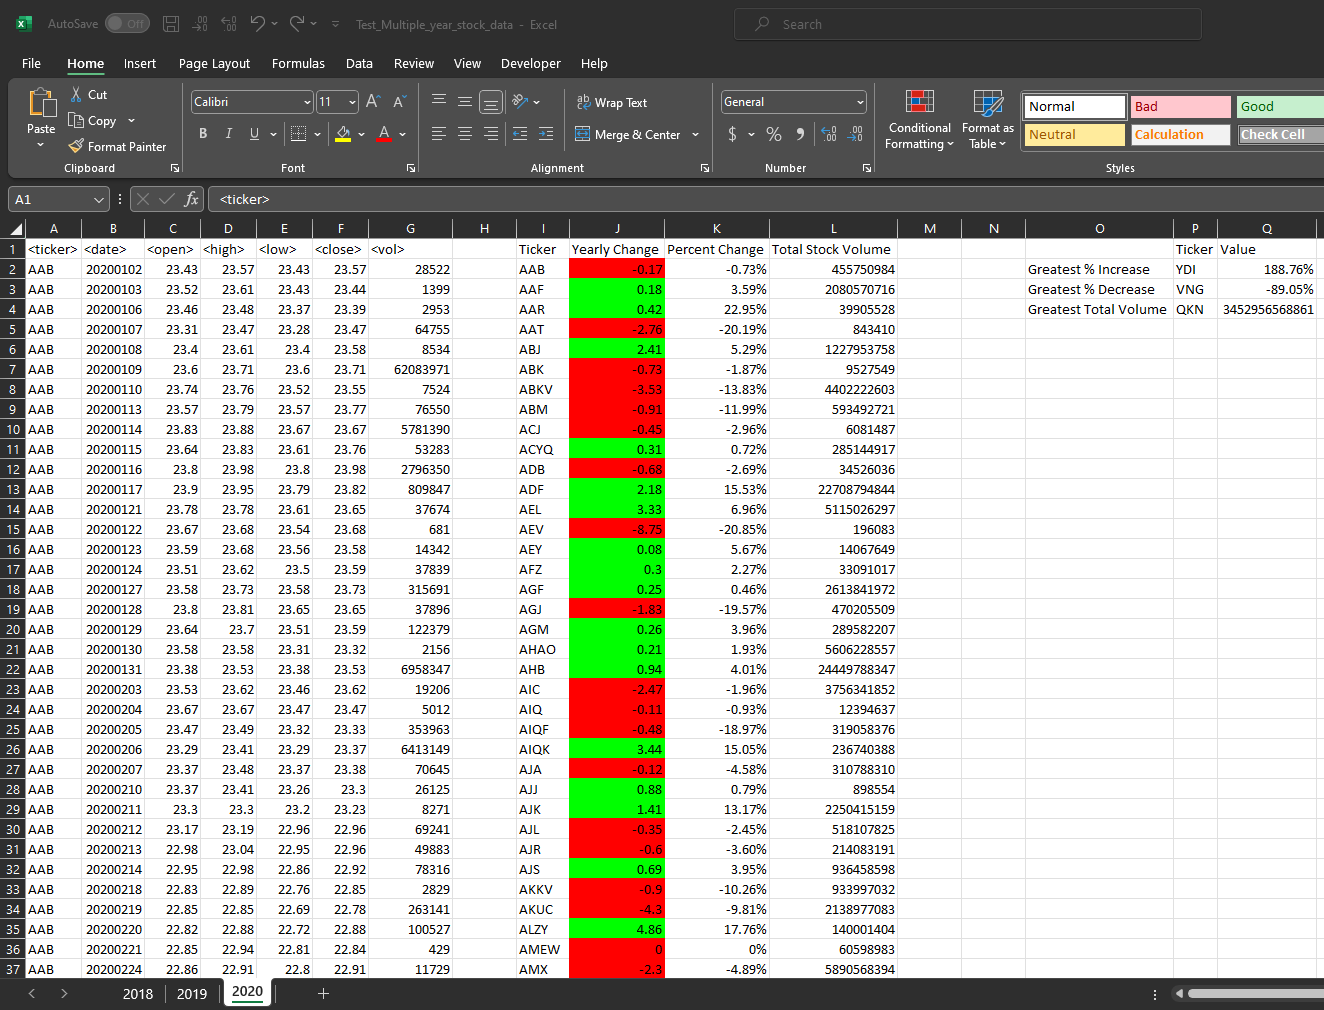 AutoSave Off Test_Multiple_year_stock_data - Excel Search
File Home Insert Page Layout Formulas Data Review View Developer Help
Cut Calibri 11 A A ab Wrap Text General Normal Bad Good
Paste Copy B I U A Merge & Center $ % Conditional Formatting Format as Table Neutral Calculation Check Cell
Format Painter
Clipboard Font Alignment Number Styles
A1 fx <ticker>
A B C D E F G H I J K L M N O P Q
1 <ticker> <date> <open> <high> <low> <close> <vol> Ticker Yearly Change Percent Change Total Stock Volume Ticker Value
2 AAB 20200102 23.43 23.57 23.43 23.57 28522 AAB -0.17 -0.73% 455750984 Greatest % Increase YDI 188.76%
3 AAB 20200103 23.52 23.61 23.43 23.44 1399 AAF 0.18 3.59% 2080570716 Greatest % Decrease VNG -89.05%
4 AAB 20200106 23.46 23.48 23.37 23.39 2953 AAR 0.42 22.95% 39905528 Greatest Total Volume QKN 3452956568861
5 AAB 20200107 23.31 23.47 23.28 23.47 64755 AAT -2.76 -20.19% 843410
6 AAB 20200108 23.4 23.61 23.4 23.58 8534 ABJ 2.41 5.29% 1227953758
7 AAB 20200109 23.6 23.71 23.6 23.71 62083971 ABK -0.73 -1.87% 9527549
8 AAB 20200110 23.74 23.76 23.52 23.55 7524 ABKV -3.53 -13.83% 4402222603
9 AAB 20200113 23.57 23.79 23.57 23.77 76550 ABM -0.91 -11.99% 593492721
10 AAB 20200114 23.83 23.88 23.67 23.67 5781390 ACJ -0.45 -2.96% 6081487
11 AAB 20200115 23.64 23.83 23.61 23.76 53283 ACYQ 0.31 0.72% 285144917
12 AAB 20200116 23.8 23.98 23.8 23.98 2796350 ADB -0.68 -2.69% 34526036
13 AAB 20200117 23.9 23.95 23.79 23.82 809847 ADF 2.18 15.53% 22708794844
14 AAB 20200121 23.78 23.78 23.61 23.65 37674 AEL 3.33 6.96% 5115026297
15 AAB 20200122 23.67 23.68 23.54 23.68 681 AEV -8.75 -20.85% 196083
16 AAB 20200123 23.59 23.68 23.56 23.58 14342 AEY 0.08 5.67% 14067649
17 AAB 20200124 23.51 23.62 23.5 23.59 37839 AFZ 0.3 2.27% 33091017
18 AAB 20200127 23.58 23.73 23.58 23.73 315691 AGF 0.25 0.46% 2613841972
19 AAB 20200128 23.8 23.81 23.65 23.65 37896 AGJ -1.83 -19.57% 470205509
20 AAB 20200129 23.64 23.7 23.51 23.59 122379 AGM 0.26 3.96% 289582207
21 AAB 20200130 23.58 23.58 23.31 23.32 2156 AHAO 0.21 1.93% 5606228557
22 AAB 20200131 23.38 23.53 23.38 23.53 6958347 AHB 0.94 4.01% 24449788347
23 AAB 20200203 23.53 23.62 23.46 23.62 19206 AIC -2.47 -1.96% 3756341852
24 AAB 20200204 23.67 23.67 23.47 23.47 5012 AIQ -0.11 -0.93% 12394637
25 AAB 20200205 23.47 23.49 23.32 23.33 353963 AIQF -0.48 -18.97% 319058376
26 AAB 20200206 23.29 23.41 23.29 23.37 6413149 AIQK 3.44 15.05% 236740388
27 AAB 20200207 23.37 23.48 23.37 23.38 70645 AJA -0.12 -4.58% 310788310
28 AAB 20200210 23.37 23.41 23.26 23.3 26125 AJJ 0.88 0.79% 898554
29 AAB 20200211 23.3 23.3 23.2 23.23 8271 AJK 1.41 13.17% 2250415159
30 AAB 20200212 23.17 23.19 22.96 22.96 69241 AJL -0.35 -2.45% 518107825
31 AAB 20200213 22.98 23.04 22.95 22.96 49883 AJR -0.6 -3.60% 214083191
32 AAB 20200214 22.95 22.98 22.86 22.92 78316 AJS 0.69 3.95% 936458598
33 AAB 20200218 22.83 22.89 22.76 22.85 2829 AKKV -0.9 -10.26% 933997032
34 AAB 20200219 22.85 22.85 22.69 22.78 263141 AKUC -4.3 -9.81% 2138977083
35 AAB 20200220 22.82 22.88 22.72 22.88 100527 ALZY 4.86 17.76% 140001404
36 AAB 20200221 22.85 22.94 22.81 22.84 429 AMEW 0 0% 60598983
37 AAB 20200224 22.86 22.91 22.8 22.91 11729 AMX -2.3 -4.89% 5890568394
2018 2019 2020